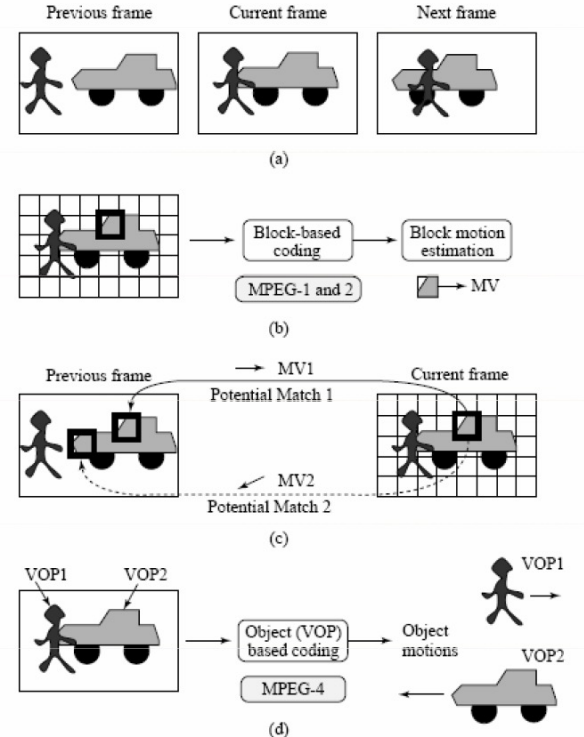 Previous frame
Current frame
Next frame
(a)
Block-based
coding
Block motion
estimation
MPEG-1 and 2
MV
(b)
Previous frame
MV1
Current frame
Potential Match 1
MV2
Potential Match 2
(c)
VOP1
VOP2
Object (VOP)
based coding
Object
motions
VOP1
MPEG-4
VOP2
(d)